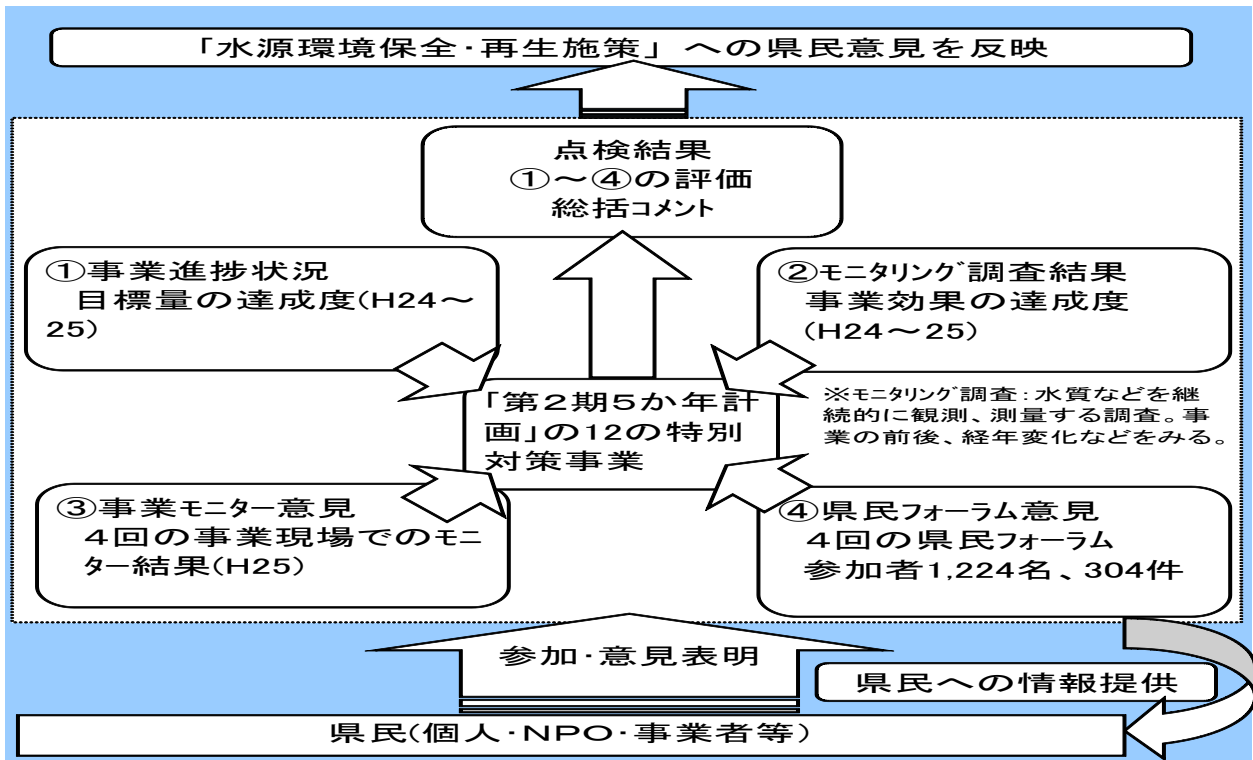 「水源環境保全･再生施策」への県民意見を反映
点検結果
①～④の評価
総括ｺﾒﾝﾄ
①事業進捗状況
目標量の達成度(H24～
25)
②ﾓﾆﾀﾘﾝｸﾞ調査結果
事業効果の達成度
(H24～25)
「第２期５か年計
画」の12の特別
対策事業
※ﾓﾆﾀﾘﾝｸﾞ調査：水質などを継
続的に観測、測量する調査。事
業の前後、経年変化などをみる。
③事業ﾓﾆﾀｰ意見
４回の事業現場でのﾓﾆ
ﾀｰ結果(H25)
④県民ﾌｫｰﾗﾑ意見
４回の県民ﾌｫｰﾗﾑ
参加者1,224名、304件
参加･意見表明
県民への情報提供
県民(個人･NPO･事業者等)